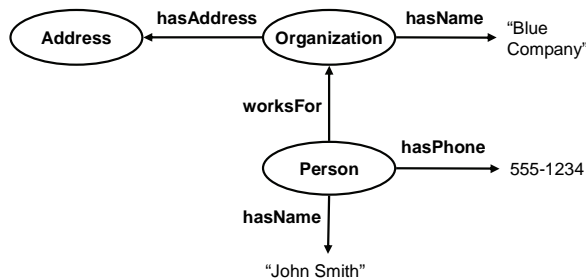 hasAddress
hasName
Address
Organization
“Blue
Company”
worksFor
hasPhone
Person
555-1234
hasName
“John Smith”